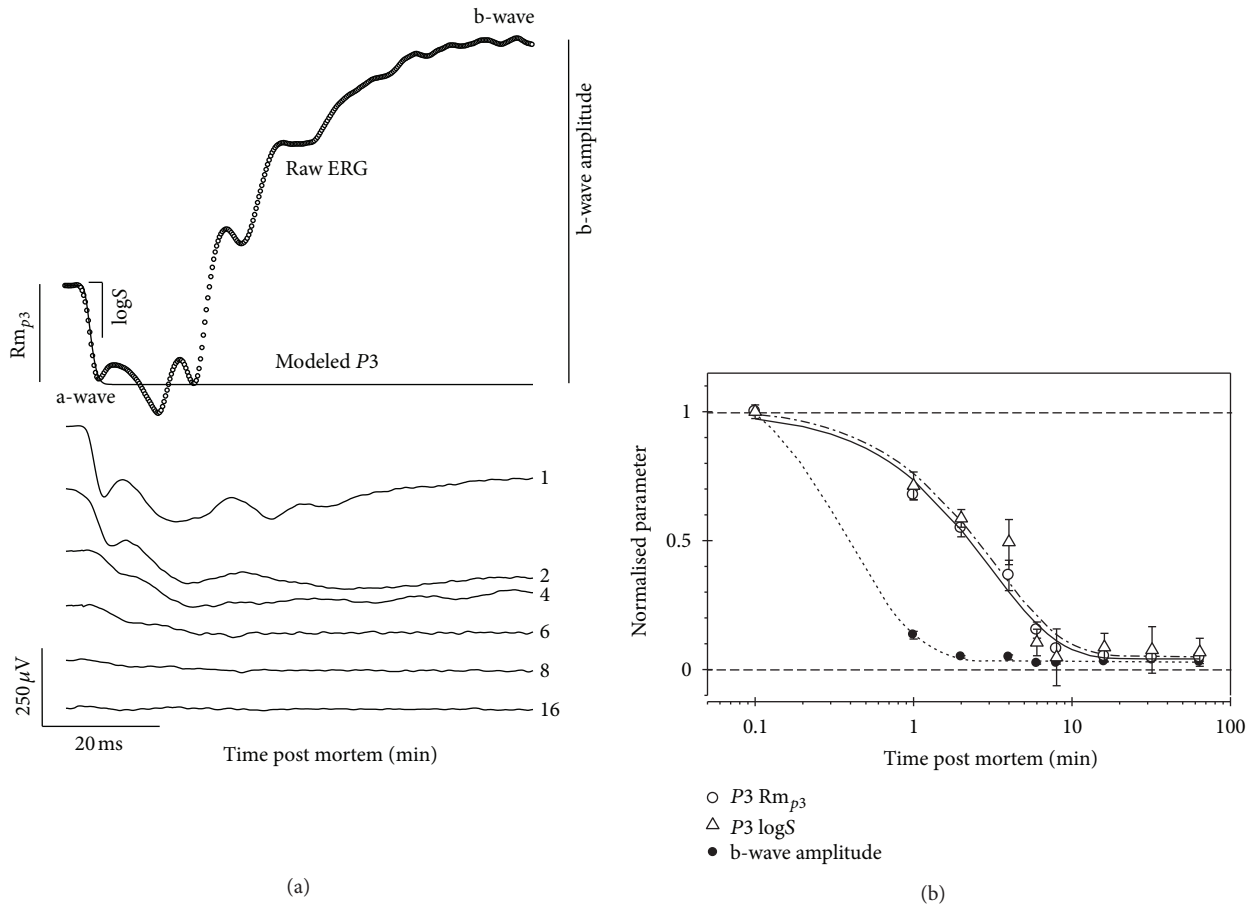 b-wave
b-wave amplitude
Raw ERG
logS
Rm_p3
Modeled P3
a-wave
1
2
4
6
8
16
250 μV
20 ms
Time post mortem (min)
(a)
1
0.5
0
Normalised parameter
0.1 1 10 100
Time post mortem (min)
P3 Rm_p3
P3 logS
b-wave amplitude
(b)